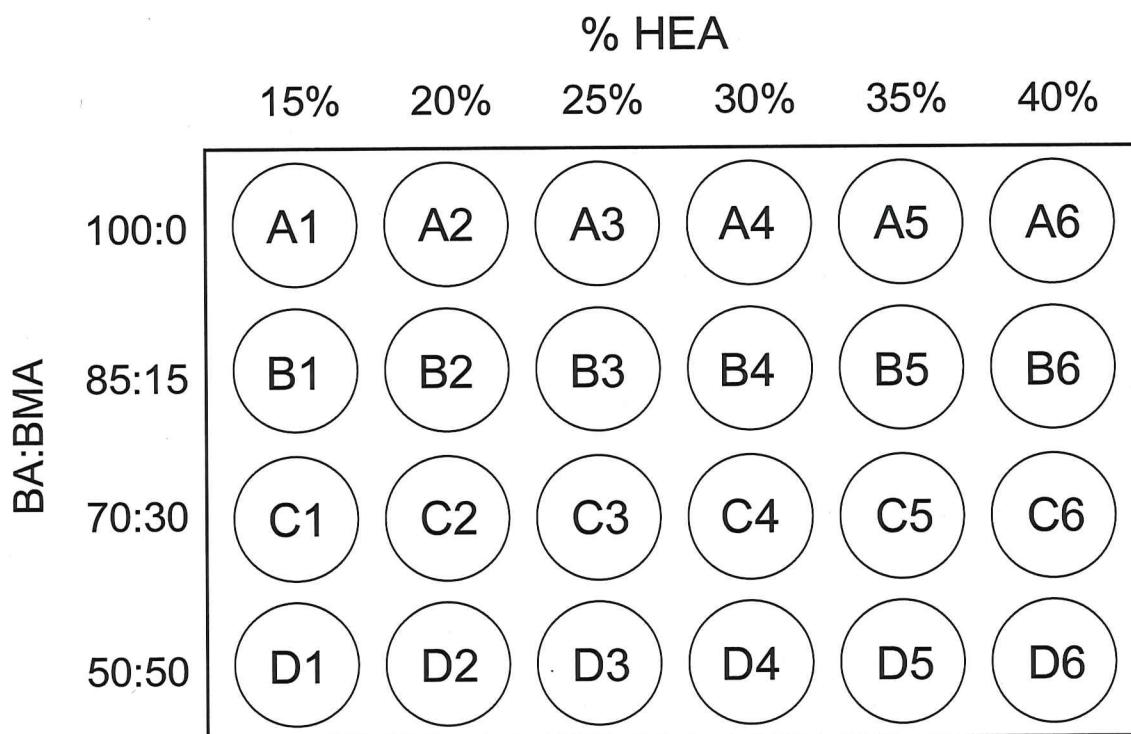 % HEA
15% 20% 25% 30% 35% 40%
100:0 A1 A2 A3 A4 A5 A6
85:15 B1 B2 B3 B4 B5 B6
BA:BMA
70:30 C1 C2 C3 C4 C5 C6
50:50 D1 D2 D3 D4 D5 D6